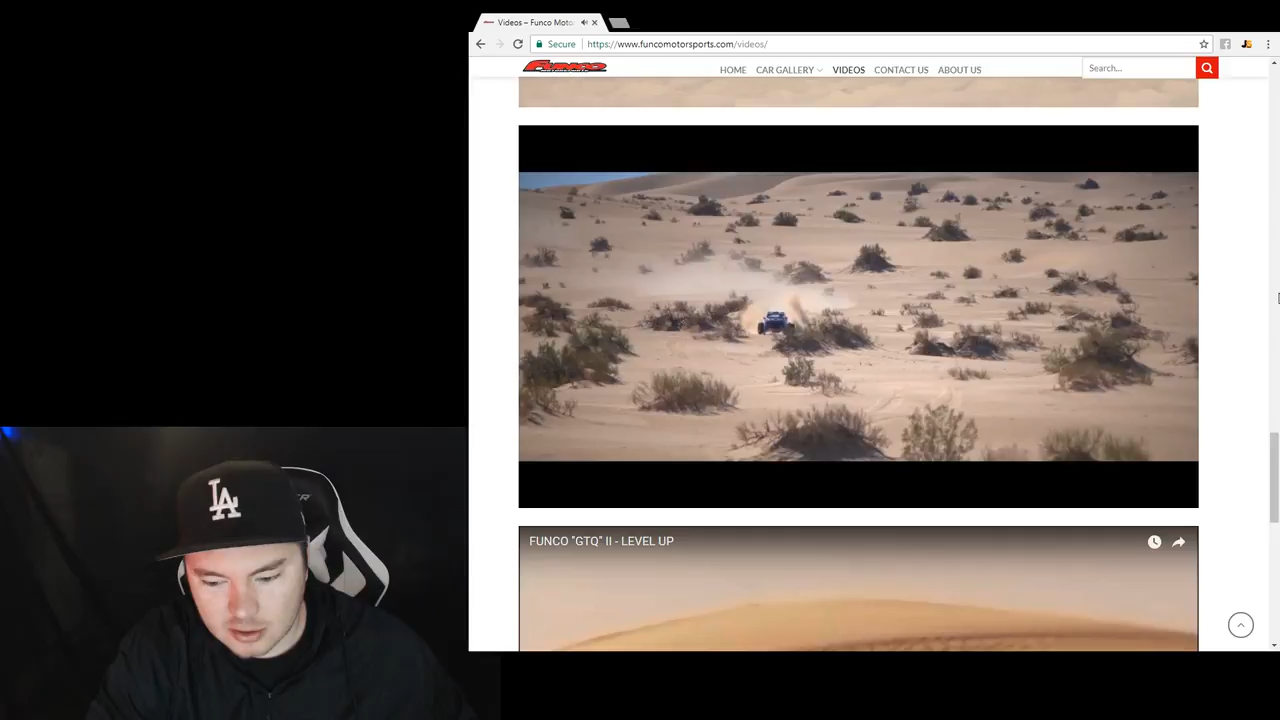 Videos – Funco Moto
Secure
https://www.funcomotorsports.com/videos/
FUNCO
HOME
CAR GALLERY
VIDEOS
CONTACT US
ABOUT US
Search...
LA
FUNCO "GTQ" II - LEVEL UP